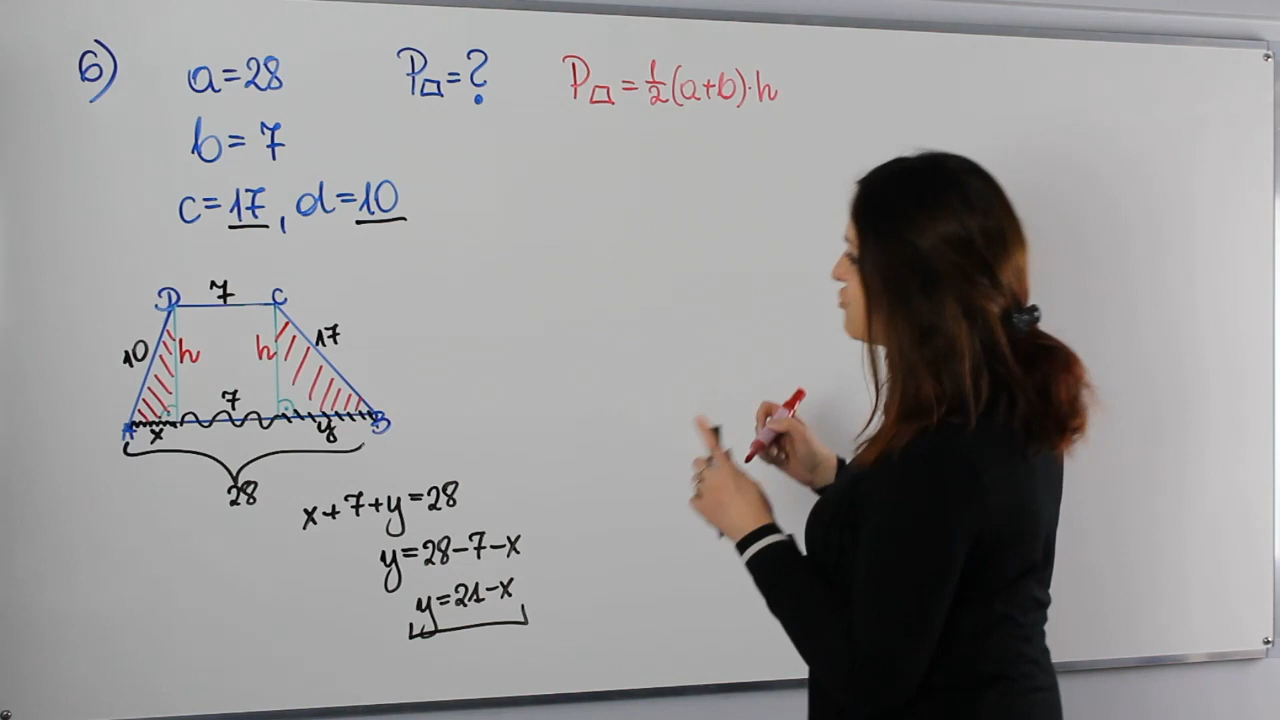 6) a=28 P▱=? P▱=½(a+b)·h
b=7
c=17, d=10
D 7 C
10 h h 17
7
A x y B
28
x+7+y=28
y=28-7-x
y=21-x